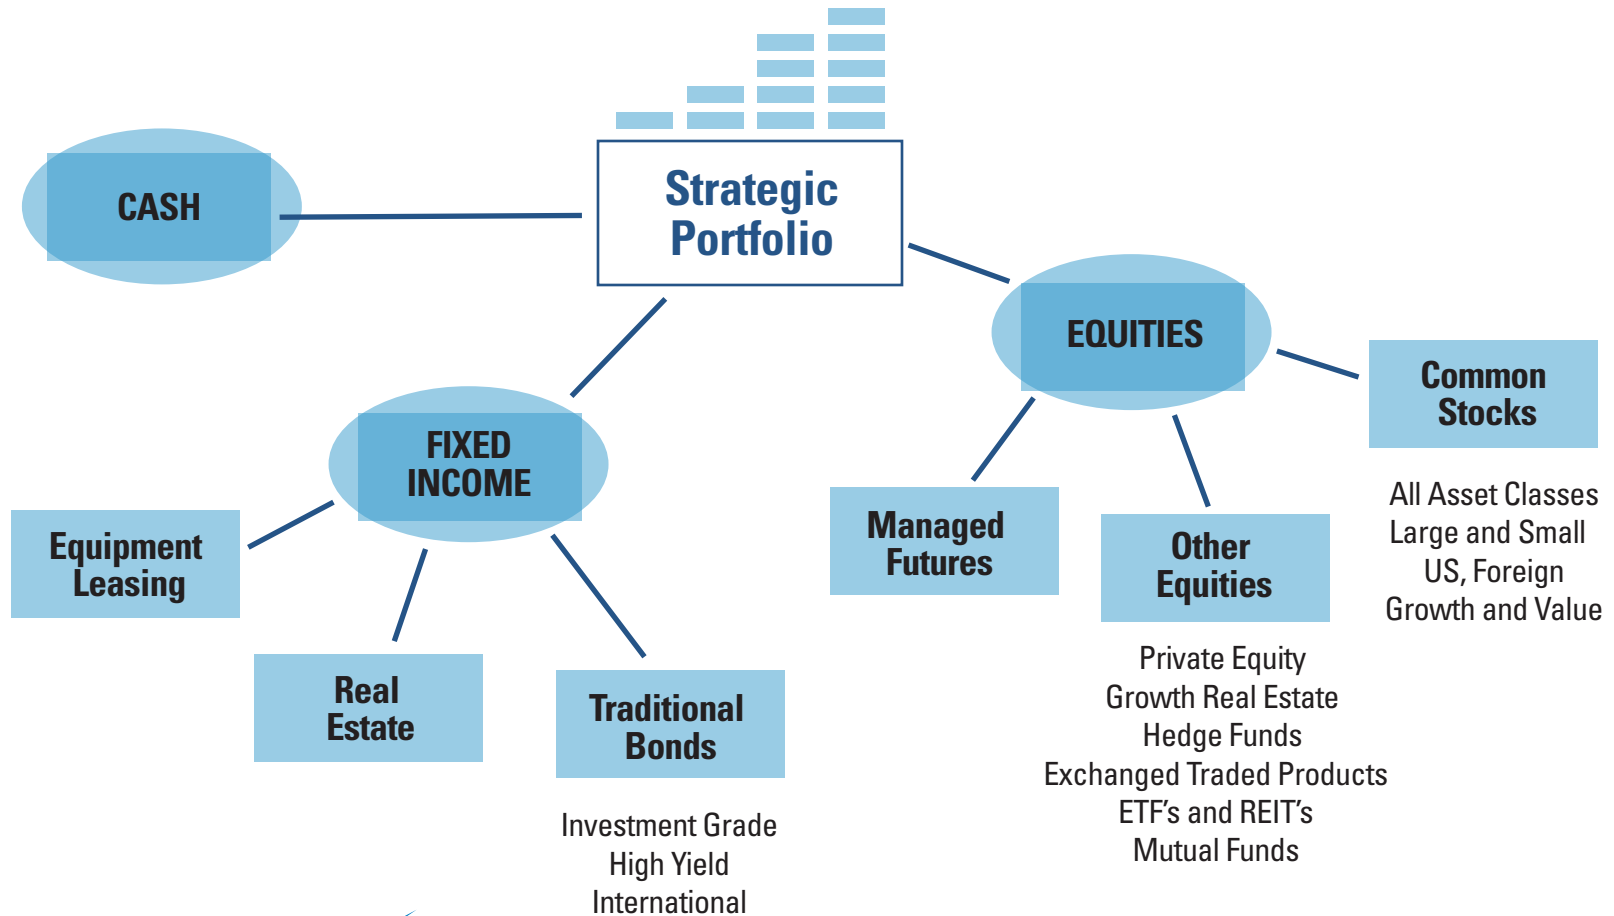 Strategic
Portfolio
CASH
EQUITIES
Common
Stocks
All Asset Classes
Large and Small
US, Foreign
Growth and Value
FIXED
INCOME
Managed
Futures
Other
Equities
Private Equity
Growth Real Estate
Hedge Funds
Exchanged Traded Products
ETF's and REIT's
Mutual Funds
Equipment
Leasing
Real
Estate
Traditional
Bonds
Investment Grade
High Yield
International